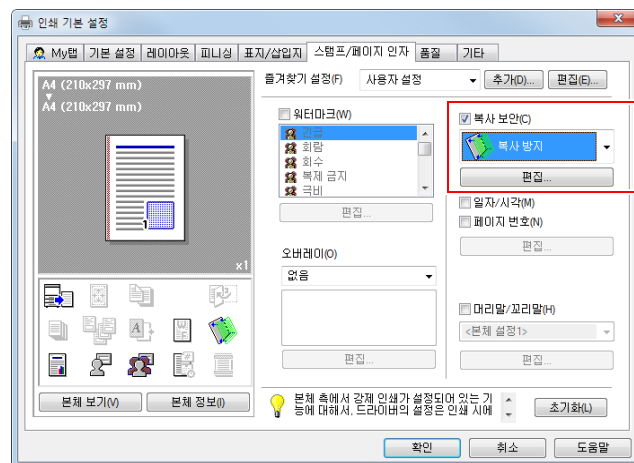 인쇄 기본 설정
My탭 기본 설정 레이아웃 피니싱 표지/삽입지 스탬프/페이지 인자 품질 기타
A4 (210x297 mm)
A4 (210x297 mm)
1
x1
본체 보기(V) 본체 정보(I)
즐겨찾기 설정(F) 사용자 설정 추가(D)... 편집(E)...
워터마크(W)
긴급
회람
회수
복제 금지
극비
편집...
오버레이(O)
없음
편집...
복사 보안(C)
복사 방지
편집...
일자/시각(M)
페이지 번호(N)
편집...
머리말/꼬리말(H)
<본체 설정1>
편집...
본체 측에서 강제 인쇄가 설정되어 있는 기
능에 대해서, 드라이버의 설정은 인쇄 시에
초기화(L)
확인 취소 도움말